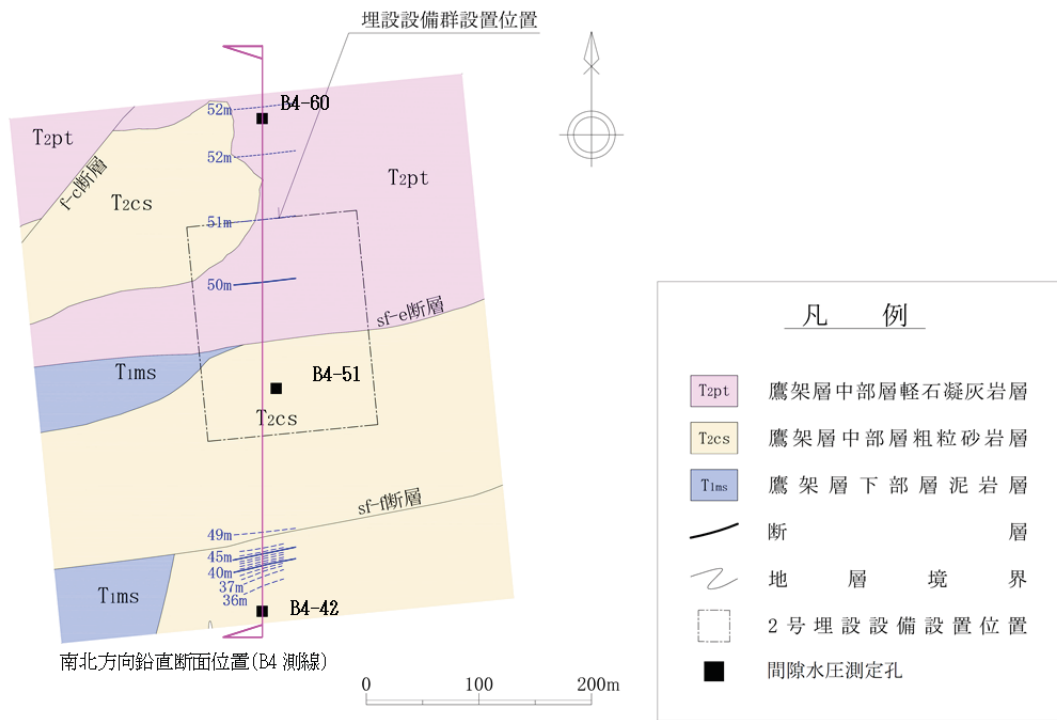 埋設設備群設置位置
52m
B4-60
T2pt
f-c断層
52m
T2pt
T2cs
51m
50m
sf-e断層
T1ms
B4-51
T2cs
sf-f断層
49m
45m
40m
37m
36m
T1ms
B4-42
南北方向鉛直断面位置(B4 測線)
0 100 200m
凡 例
T2pt 鷹架層中部層軽石凝灰岩層
T2cs 鷹架層中部層粗粒砂岩層
T1ms 鷹架層下部層泥岩層
断層
地層境界
2号埋設設備設置位置
間隙水圧測定孔